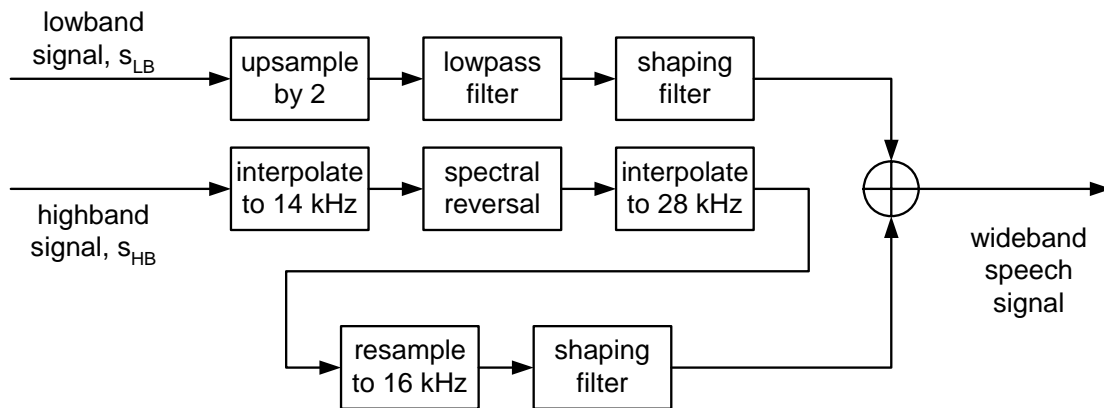 lowband
signal, s_LB
upsample
by 2
lowpass
filter
shaping
filter
interpolate
to 14 kHz
spectral
reversal
interpolate
to 28 kHz
highband
signal, s_HB
wideband
speech
signal
resample
to 16 kHz
shaping
filter